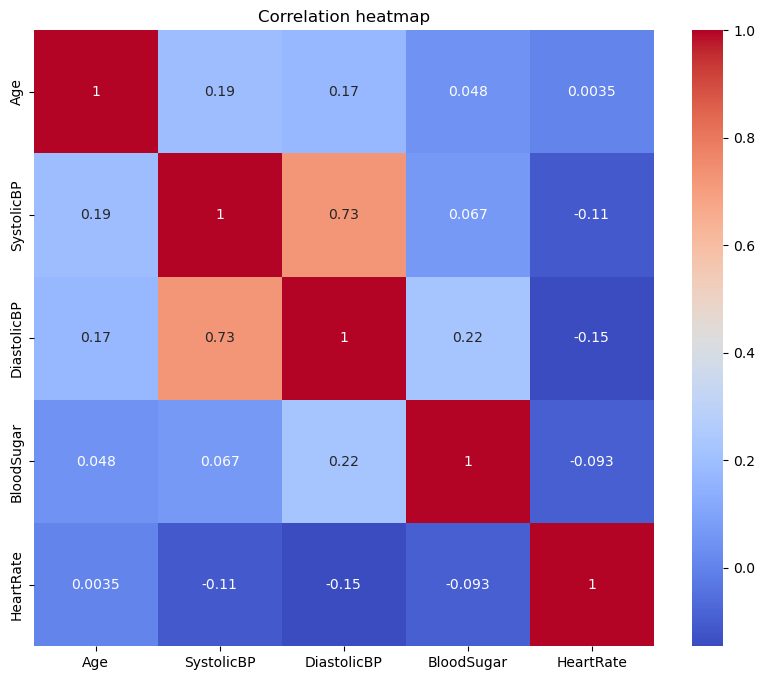 Correlation heatmap
Age 1 0.19 0.17 0.048 0.0035
SystolicBP 0.19 1 0.73 0.067 -0.11
DiastolicBP 0.17 0.73 1 0.22 -0.15
BloodSugar 0.048 0.067 0.22 1 -0.093
HeartRate 0.0035 -0.11 -0.15 -0.093 1
Age SystolicBP DiastolicBP BloodSugar HeartRate
1.0
0.8
0.6
0.4
0.2
0.0